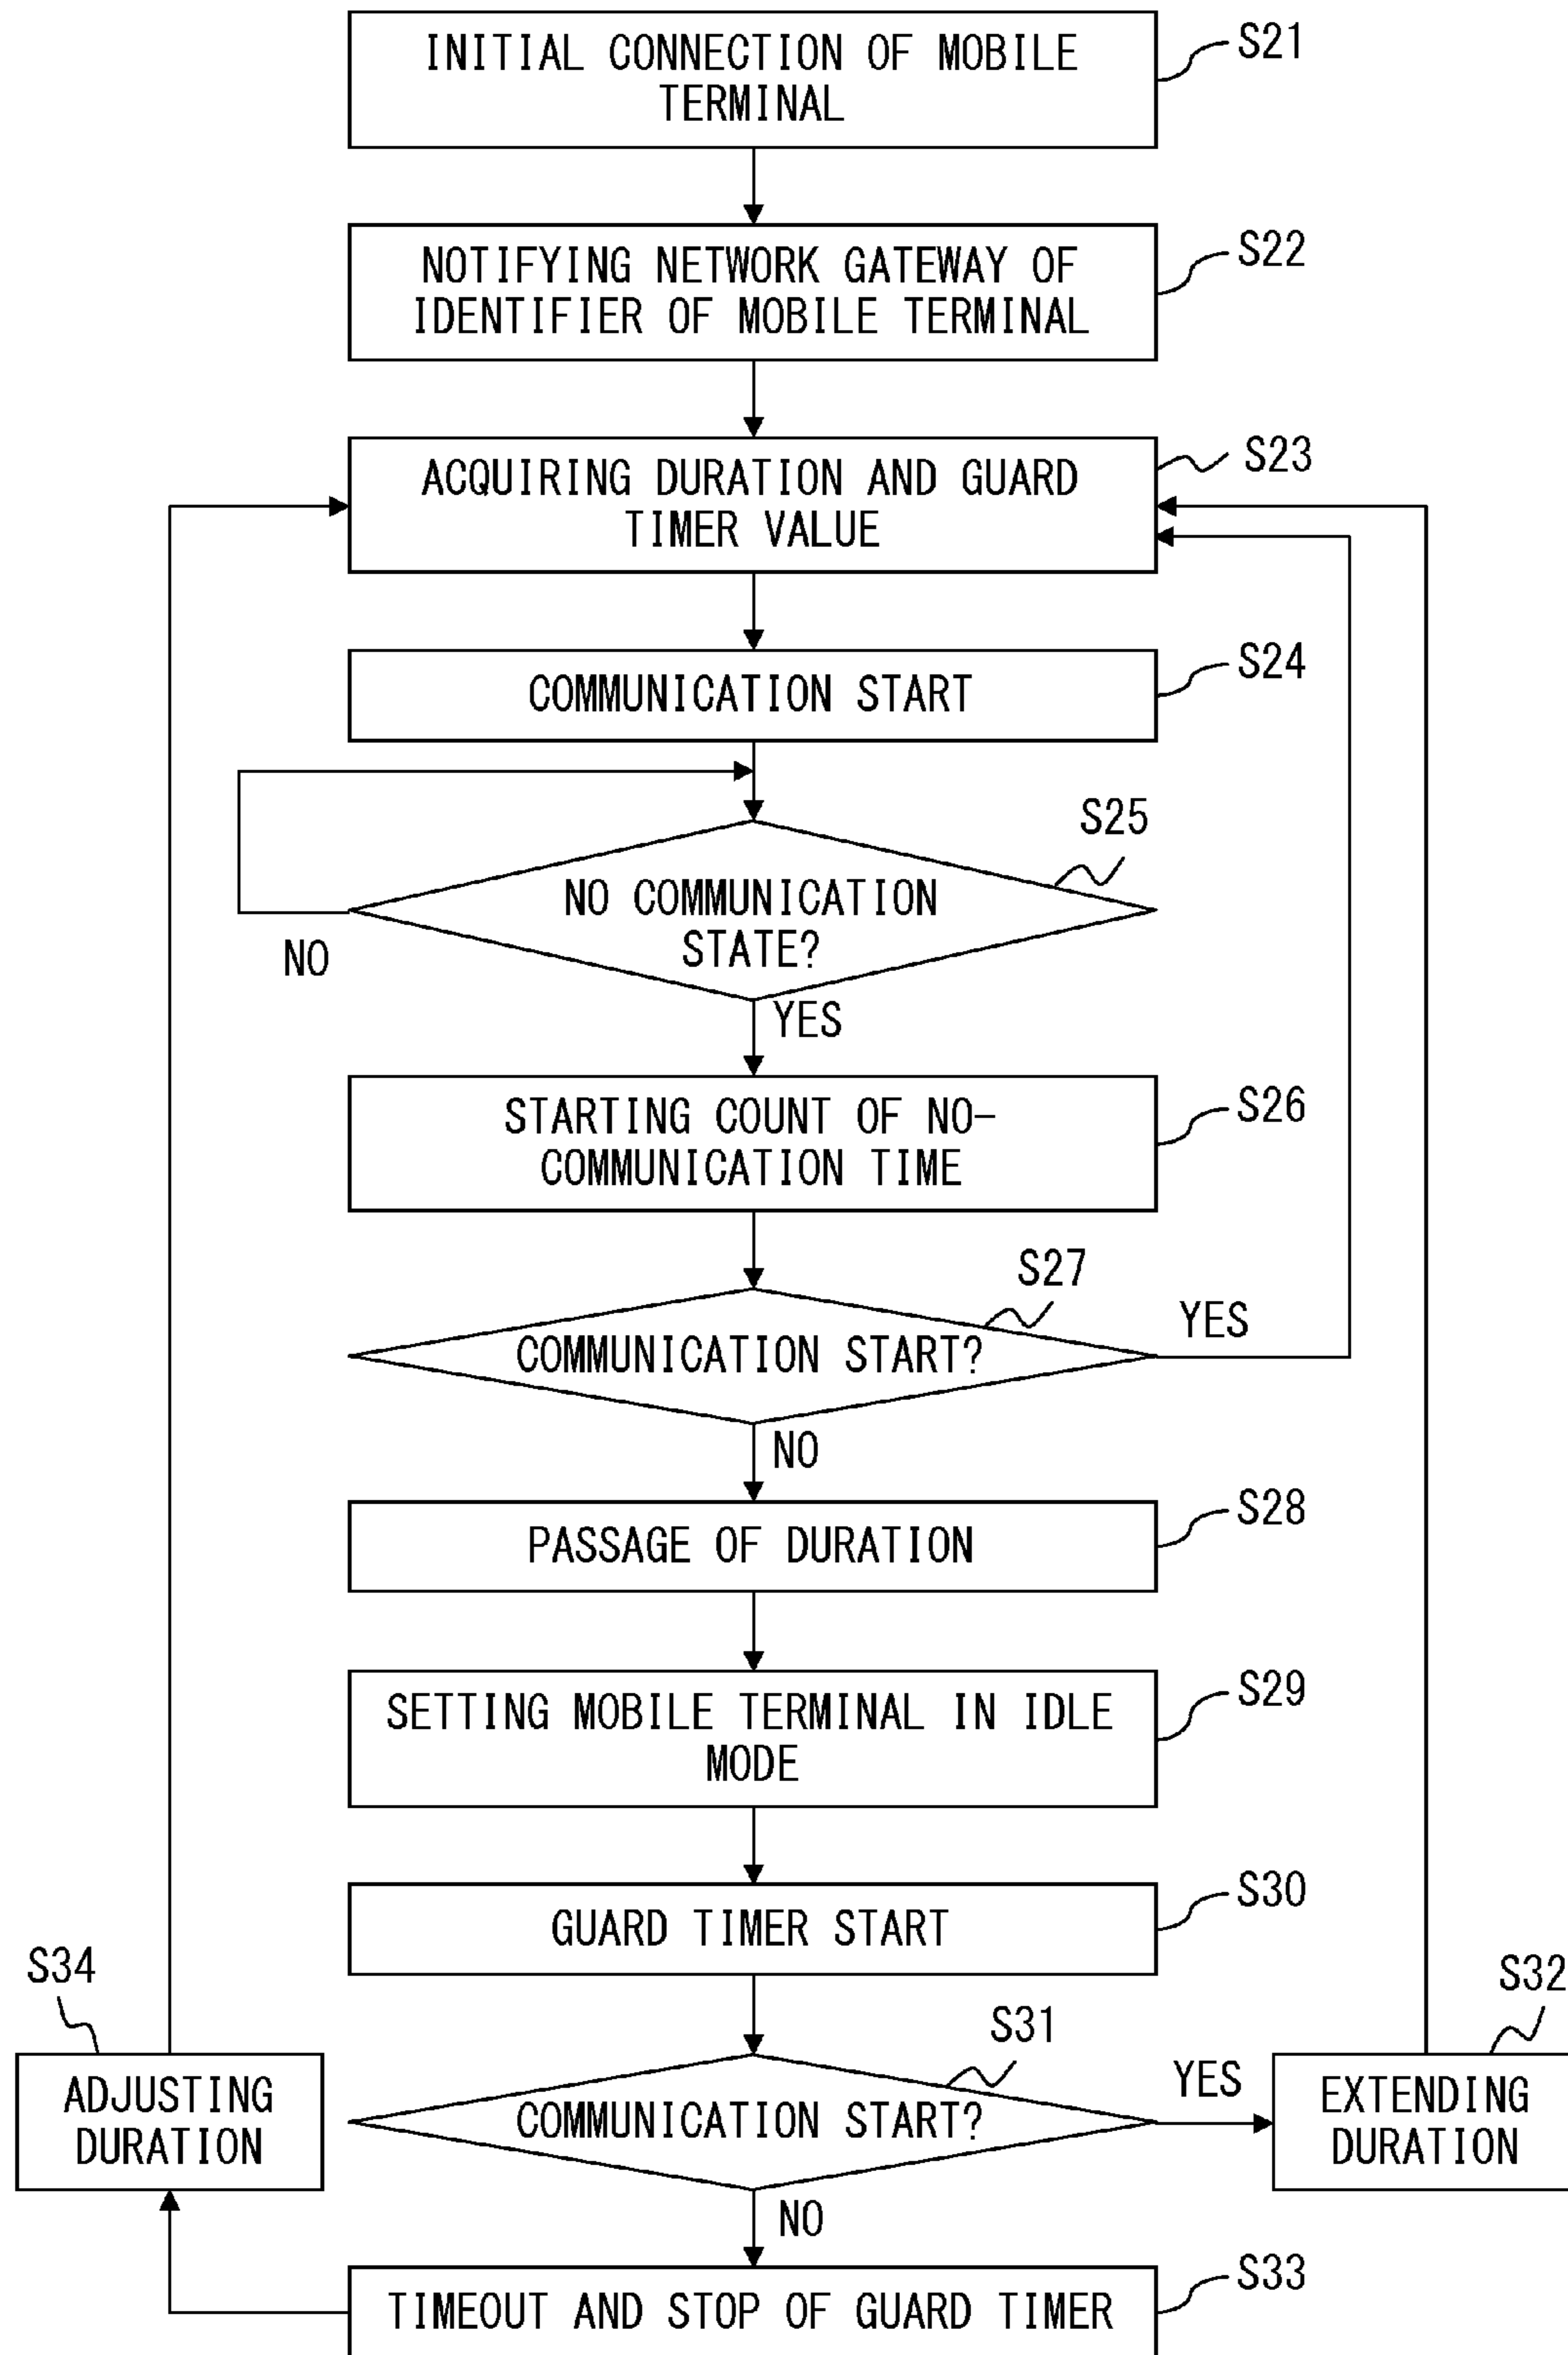 INITIAL CONNECTION OF MOBILE
TERMINAL
S21
NOTIFYING NETWORK GATEWAY OF
IDENTIFIER OF MOBILE TERMINAL
S22
ACQUIRING DURATION AND GUARD
TIMER VALUE
S23
COMMUNICATION START
S24
S25
NO COMMUNICATION
STATE?
NO
YES
STARTING COUNT OF NO-
COMMUNICATION TIME
S26
S27
COMMUNICATION START?
YES
NO
PASSAGE OF DURATION
S28
SETTING MOBILE TERMINAL IN IDLE
MODE
S29
GUARD TIMER START
S30
S31
COMMUNICATION START?
YES
NO
S32
EXTENDING
DURATION
TIMEOUT AND STOP OF GUARD TIMER
S33
S34
ADJUSTING
DURATION